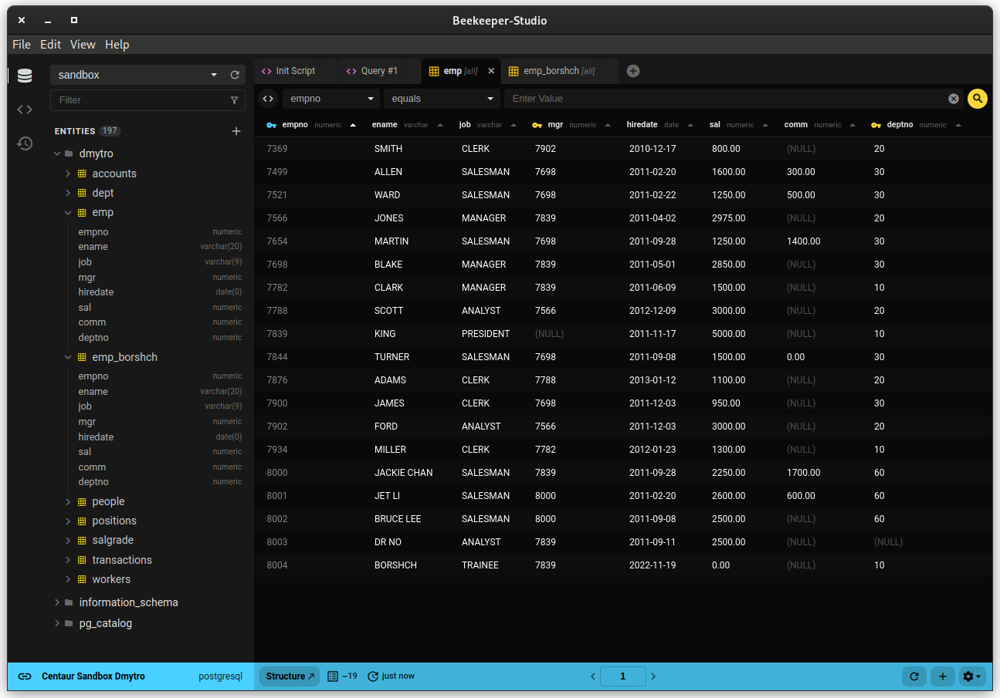 Beekeeper-Studio
File Edit View Help
sandbox
Filter
ENTITIES 197
dmytro
accounts
dept
emp
empno numeric
ename varchar(20)
job varchar(9)
mgr numeric
hiredate date(0)
sal numeric
comm numeric
deptno numeric
emp_borshch
empno numeric
ename varchar(20)
job varchar(9)
mgr numeric
hiredate date(0)
sal numeric
comm numeric
deptno numeric
people
positions
salgrade
transactions
workers
information_schema
pg_catalog
Init Script Query #1 emp [all] emp_borshch [all]
empno equals Enter Value
empno numeric ename varchar job varchar mgr numeric hiredate date sal numeric comm numeric deptno numeric
7369 SMITH CLERK 7902 2010-12-17 800.00 (NULL) 20
7499 ALLEN SALESMAN 7698 2011-02-20 1600.00 300.00 30
7521 WARD SALESMAN 7698 2011-02-22 1250.00 500.00 30
7566 JONES MANAGER 7839 2011-04-02 2975.00 (NULL) 20
7654 MARTIN SALESMAN 7698 2011-09-28 1250.00 1400.00 30
7698 BLAKE MANAGER 7839 2011-05-01 2850.00 (NULL) 30
7782 CLARK MANAGER 7839 2011-06-09 1500.00 (NULL) 10
7788 SCOTT ANALYST 7566 2012-12-09 3000.00 (NULL) 20
7839 KING PRESIDENT (NULL) 2011-11-17 5000.00 (NULL) 10
7844 TURNER SALESMAN 7698 2011-09-08 1500.00 0.00 30
7876 ADAMS CLERK 7788 2013-01-12 1100.00 (NULL) 20
7900 JAMES CLERK 7698 2011-12-03 950.00 (NULL) 30
7902 FORD ANALYST 7566 2011-12-03 3000.00 (NULL) 20
7934 MILLER CLERK 7782 2012-01-23 1300.00 (NULL) 10
8000 JACKIE CHAN SALESMAN 7839 2011-09-28 2250.00 1700.00 60
8001 JET LI SALESMAN 8000 2011-02-20 2600.00 600.00 60
8002 BRUCE LEE SALESMAN 8000 2011-09-08 2500.00 (NULL) 60
8003 DR NO ANALYST 7839 2011-09-11 2500.00 (NULL) (NULL)
8004 BORSHCH TRAINEE 7839 2022-11-19 0.00 (NULL) 10
Centaur Sandbox Dmytro postgresql Structure ~19 just now 1